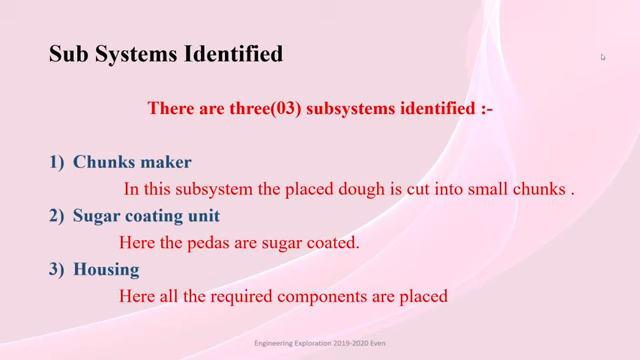 Sub Systems Identified
There are three(03) subsystems identified :-
1) Chunks maker
In this subsystem the placed dough is cut into small chunks .
2) Sugar coating unit
Here the pedas are sugar coated.
3) Housing
Here all the required components are placed
Engineering Exploration 2019-2020 Even